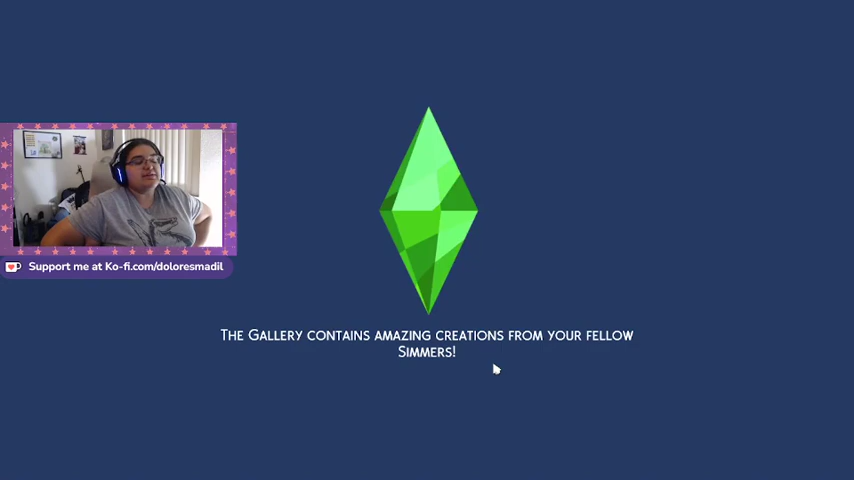 Support me at Ko-fi.com/doloresmadil
THE GALLERY CONTAINS AMAZING CREATIONS FROM YOUR FELLOW
SIMMERS!